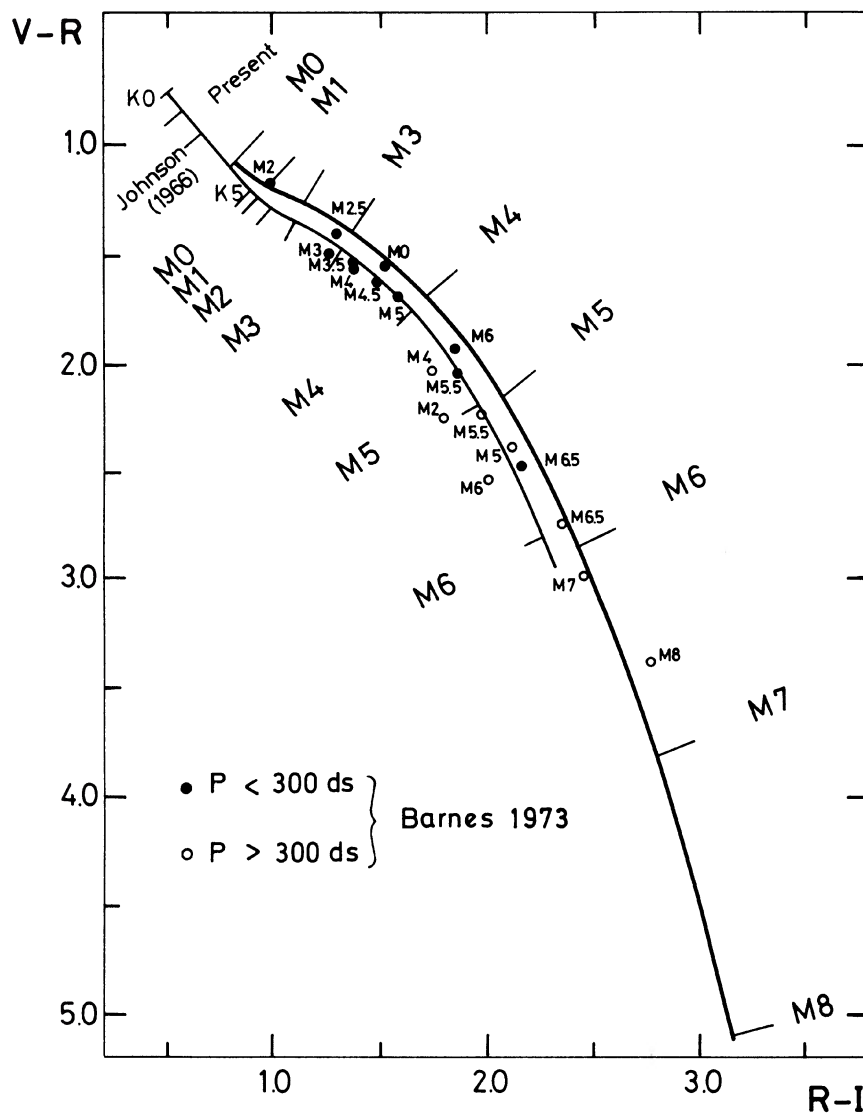 V-R
Present
M0
M1
M3
M4
M5
M6
M7
M8
K0
Johnson
(1966)
K5
M0
M1
M2
M3
M4
M5
M6
M2
M2.5
M3
M3.5
M4
M4.5
M5
M0
M6
M4
M5.5
M2
M5.5
M5
M6.5
M6
M6.5
M7
M8
1.0
2.0
3.0
4.0
5.0
● P < 300 ds
○ P > 300 ds
Barnes 1973
1.0
2.0
3.0
R-I